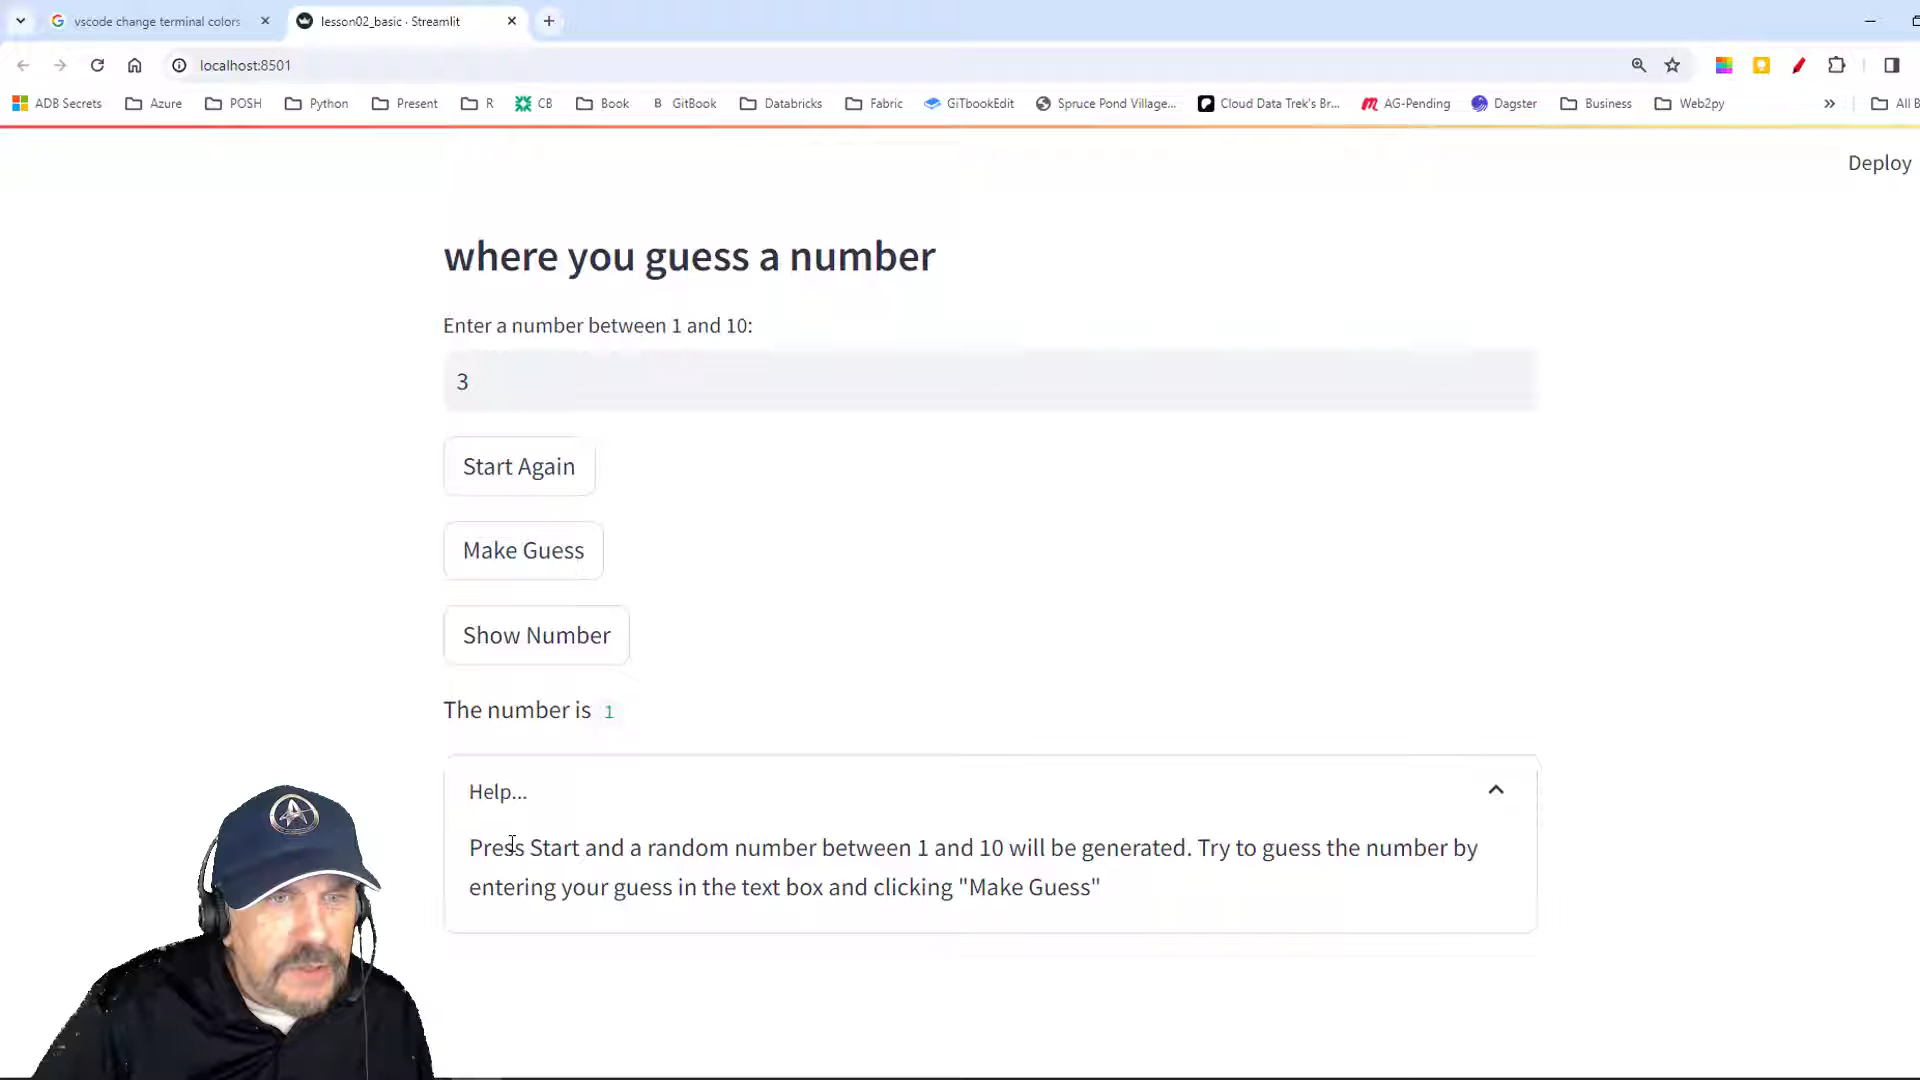 vscode change terminal colors
lesson02_basic · Streamlit
localhost:8501
ADB Secrets Azure POSH Python Present R CB Book B GitBook Databricks Fabric GiTbookEdit Spruce Pond Village... Cloud Data Trek's Br... AG-Pending Dagster Business Web2py » All B
Deploy
where you guess a number
Enter a number between 1 and 10:
3
Start Again
Make Guess
Show Number
The number is 1
Help...
Press Start and a random number between 1 and 10 will be generated. Try to guess the number by
entering your guess in the text box and clicking "Make Guess"